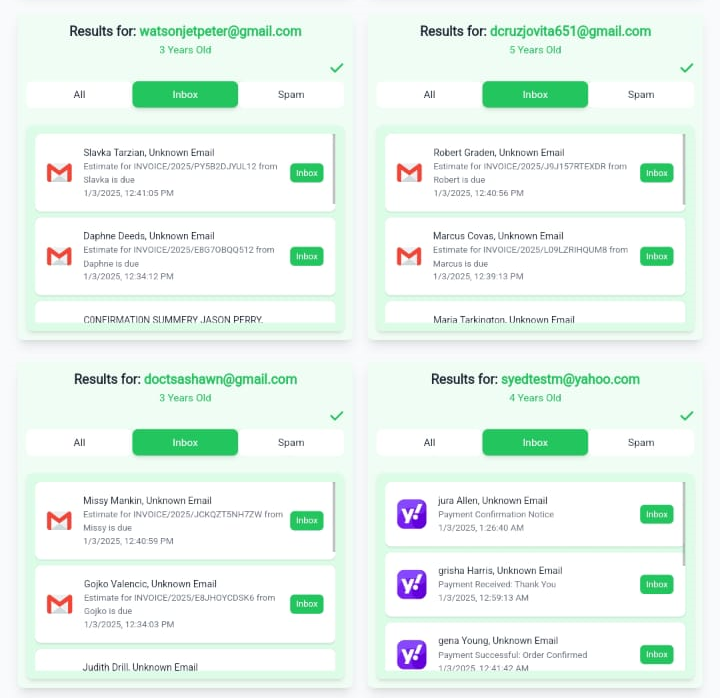 Results for: watsonjetpeter@gmail.com
3 Years Old
All
Inbox
Spam
Slavka Tarzian, Unknown Email
Estimate for INVOICE/2025/PY5B2DJYUL12 from
Slavka is due
1/3/2025, 12:41:05 PM
Inbox
Daphne Deeds, Unknown Email
Estimate for INVOICE/2025/E8G7OBQQ512 from
Daphne is due
1/3/2025, 12:34:12 PM
Inbox
C0NFIRMATI0N SUMMERY JASON PERRY,
Results for: dcruzjovita651@gmail.com
5 Years Old
All
Inbox
Spam
Robert Graden, Unknown Email
Estimate for INVOICE/2025/J9J157RTEXDR from
Robert is due
1/3/2025, 12:40:56 PM
Inbox
Marcus Covas, Unknown Email
Estimate for INVOICE/2025/L09LZRIHQUM8 from
Marcus is due
1/3/2025, 12:39:13 PM
Inbox
Maria Tarkington, Unknown Email
Results for: doctsashawn@gmail.com
3 Years Old
All
Inbox
Spam
Missy Mankin, Unknown Email
Estimate for INVOICE/2025/JCKQZT5NH7ZW from
Missy is due
1/3/2025, 12:40:59 PM
Inbox
Gojko Valencic, Unknown Email
Estimate for INVOICE/2025/E8JHOYCDSK6 from
Gojko is due
1/3/2025, 12:34:03 PM
Inbox
Judith Drill, Unknown Email
Results for: syedtestm@yahoo.com
4 Years Old
All
Inbox
Spam
y!
jura Allen, Unknown Email
Payment Confirmation Notice
1/3/2025, 1:26:40 AM
Inbox
y!
grisha Harris, Unknown Email
Payment Received: Thank You
1/3/2025, 12:59:13 AM
Inbox
y!
gena Young, Unknown Email
Payment Successful: Order Confirmed
1/3/2025, 12:41:42 AM
Inbox